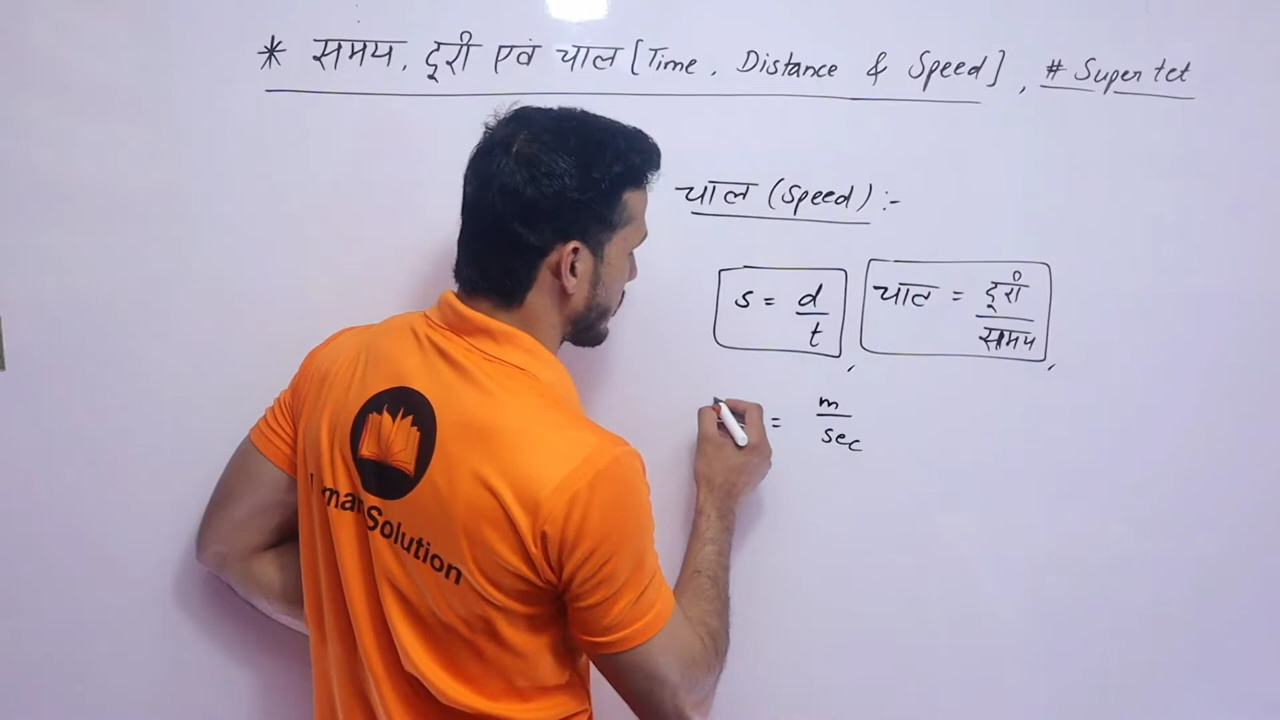 * समय, दूरी एवं चाल [Time, Distance & Speed], # Super tet
चाल (Speed) :-
s = d/t, चाल = दूरी/समय,
= m/sec
Solution